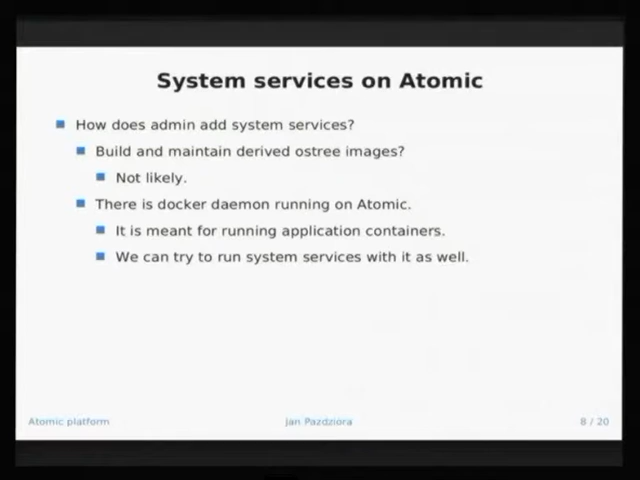 System services on Atomic
How does admin add system services?
Build and maintain derived ostree images?
Not likely.
There is docker daemon running on Atomic.
It is meant for running application containers.
We can try to run system services with it as well.
Atomic platform
Jan Pazdziora
8 / 20